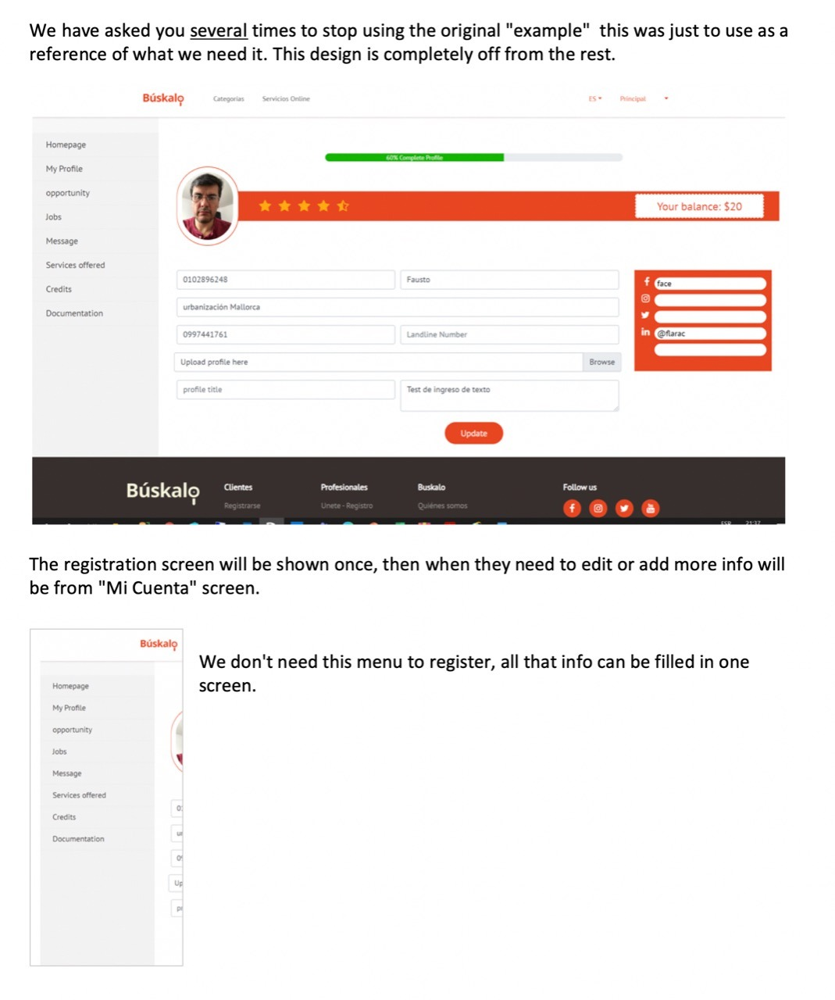 We have asked you several times to stop using the original "example" this was just to use as a
reference of what we need it. This design is completely off from the rest.
Búskalo
Categorías
Servicios Online
ES
Principal
Homepage
My Profile
opportunity
Jobs
Message
Services offered
Credits
Documentation
60% Complete Profile
Your balance: $20
0102896248
Fausto
urbanización Mallorca
0997441761
Landline Number
Upload profile here
Browse
profile title
Test de ingreso de texto
Update
face
@flarac
Búskalo
Clientes
Profesionales
Buskalo
Follow us
Registrarse
Unete - Registro
Quiénes somos
21:37
The registration screen will be shown once, then when they need to edit or add more info will
be from "Mi Cuenta" screen.
Búskalo
Homepage
My Profile
opportunity
Jobs
Message
Services offered
Credits
Documentation
We don't need this menu to register, all that info can be filled in one
screen.